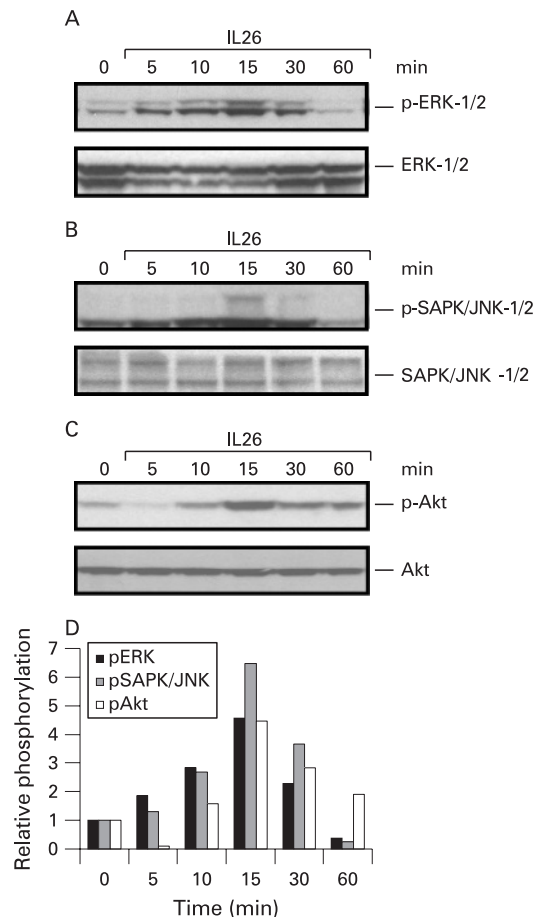 A
IL26
0 5 10 15 30 60 min
p-ERK-1/2
ERK-1/2
B
IL26
0 5 10 15 30 60 min
p-SAPK/JNK-1/2
SAPK/JNK -1/2
C
IL26
0 5 10 15 30 60 min
p-Akt
Akt
D
Relative phosphorylation
7
6
5
4
3
2
1
0
pERK
pSAPK/JNK
pAkt
0 5 10 15 30 60
Time (min)